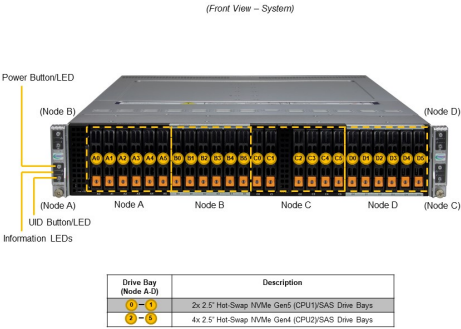 (Front View – System)
Power Button/LED
(Node B)
(Node D)
A0 A1 A2 A3 A4 A5 B0 B1 B2 B3 B4 B5 C0 C1 C2 C3 C4 C5 D0 D1 D2 D3 D4 D5
(Node A)
Node A
Node B
Node C
Node D
(Node C)
UID Button/LED
Information LEDs
Drive Bay
(Node A-D)
Description
0 – 1
2x 2.5" Hot-Swap NVMe Gen5 (CPU1)/SAS Drive Bays
2 – 5
4x 2.5" Hot-Swap NVMe Gen4 (CPU2)/SAS Drive Bays